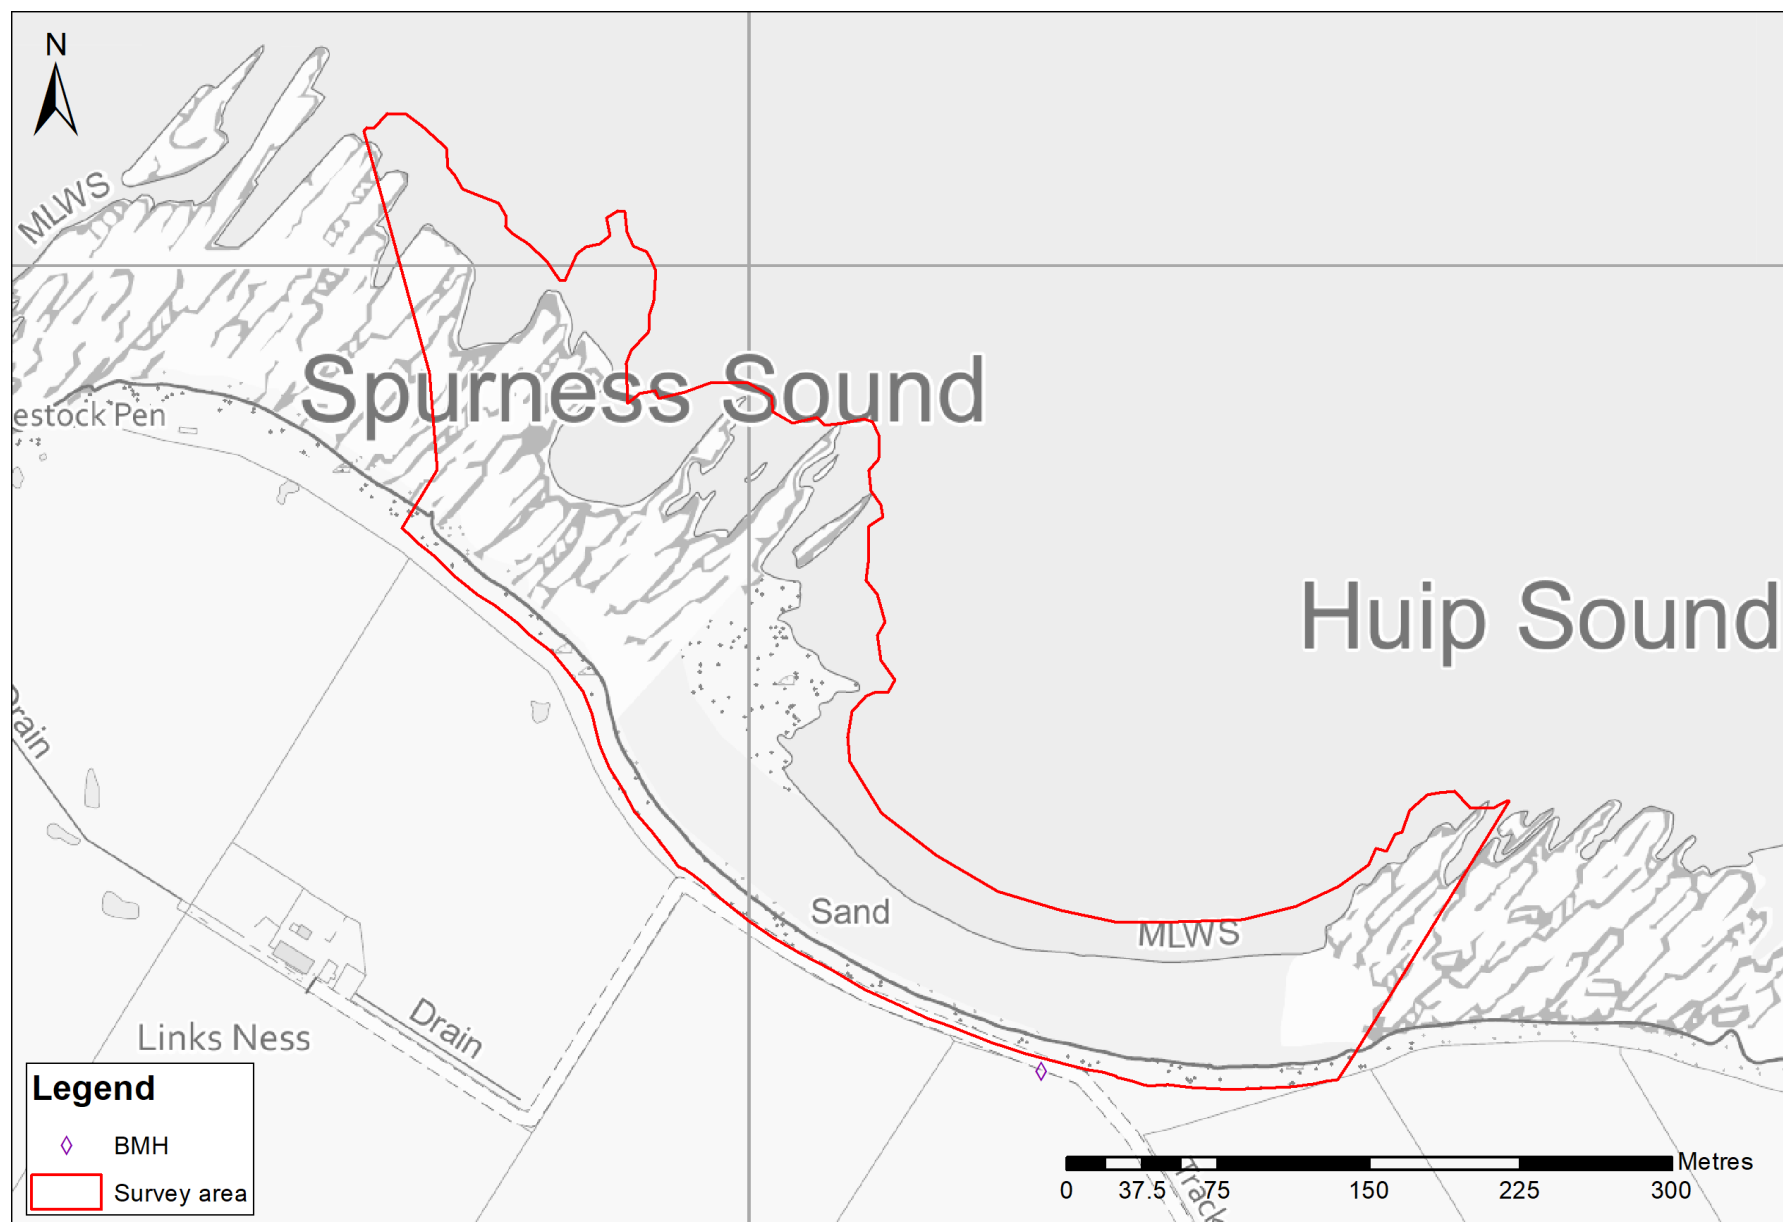 N
MLWS
Spurness Sound
estock Pen
Huip Sound
Drain
Sand
MLWS
Drain
Links Ness
Legend
BMH
Survey area
Track
Metres
0 37.5 75 150 225 300